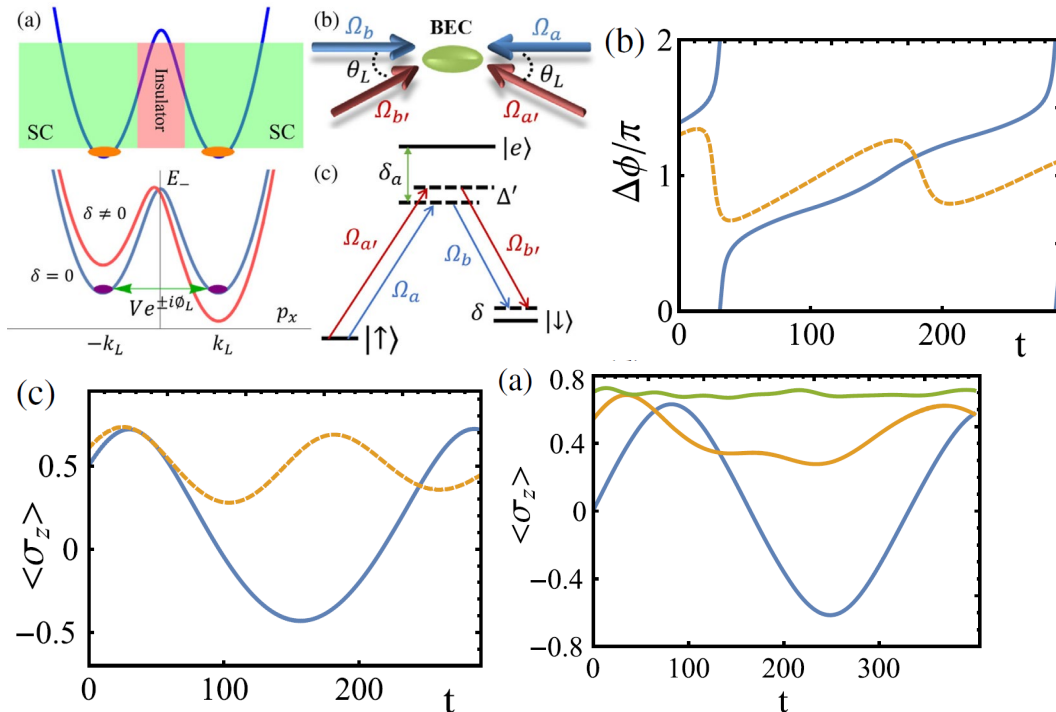 (a)
SC
Insulator
SC
E₋
δ ≠ 0
δ = 0
Ve^{±iϕ_L}
p_x
−k_L
k_L
(b)
BEC
Ω_b
Ω_a
θ_L
θ_L
Ω_b′
Ω_a′
(c)
|e⟩
δ_a
Δ′
Ω_a′
Ω_b′
Ω_b
Ω_a
δ
|↓⟩
|↑⟩
(b)
Δϕ/π
2
1
0
0
100
200
t
(c)
<σ_z>
0.5
0
−0.5
0
100
200
t
(a)
<σ_z>
0.8
0.4
0
−0.4
−0.8
0
100
200
300
t